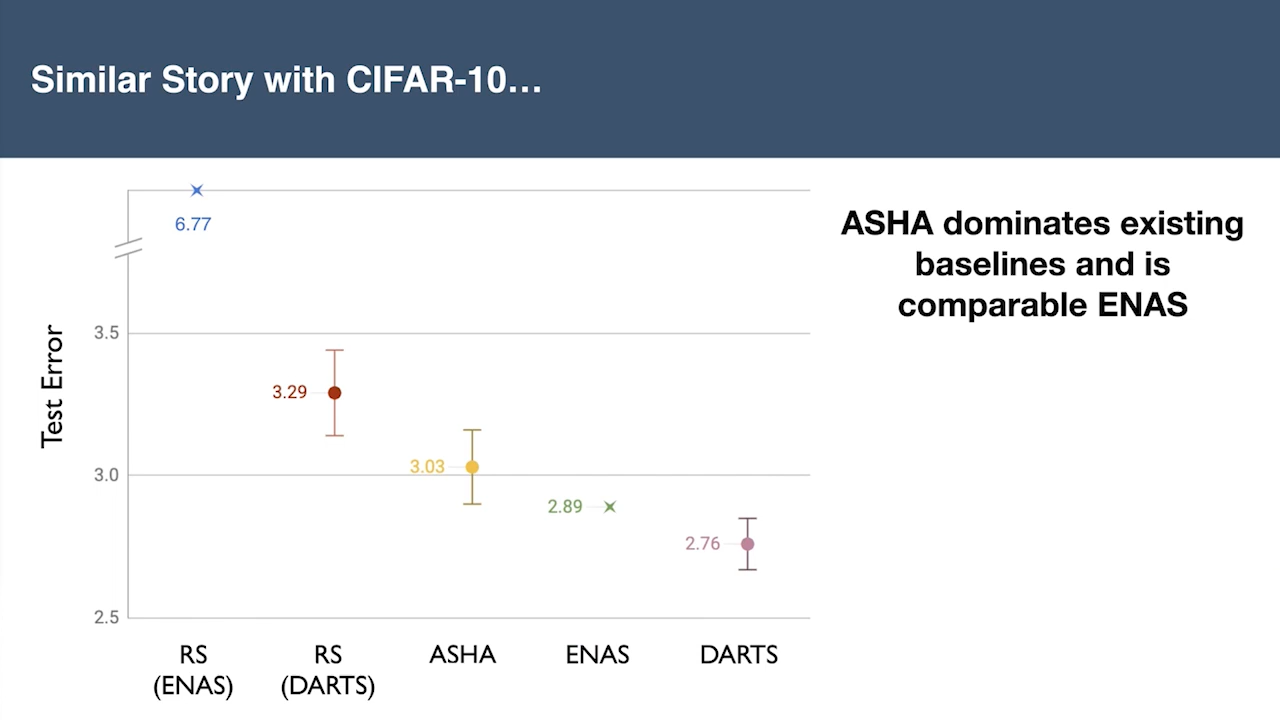 Similar Story with CIFAR-10…
ASHA dominates existing
baselines and is
comparable ENAS
Test Error
3.5
3.0
2.5
6.77
3.29
3.03
2.89
2.76
RS
(ENAS)
RS
(DARTS)
ASHA
ENAS
DARTS